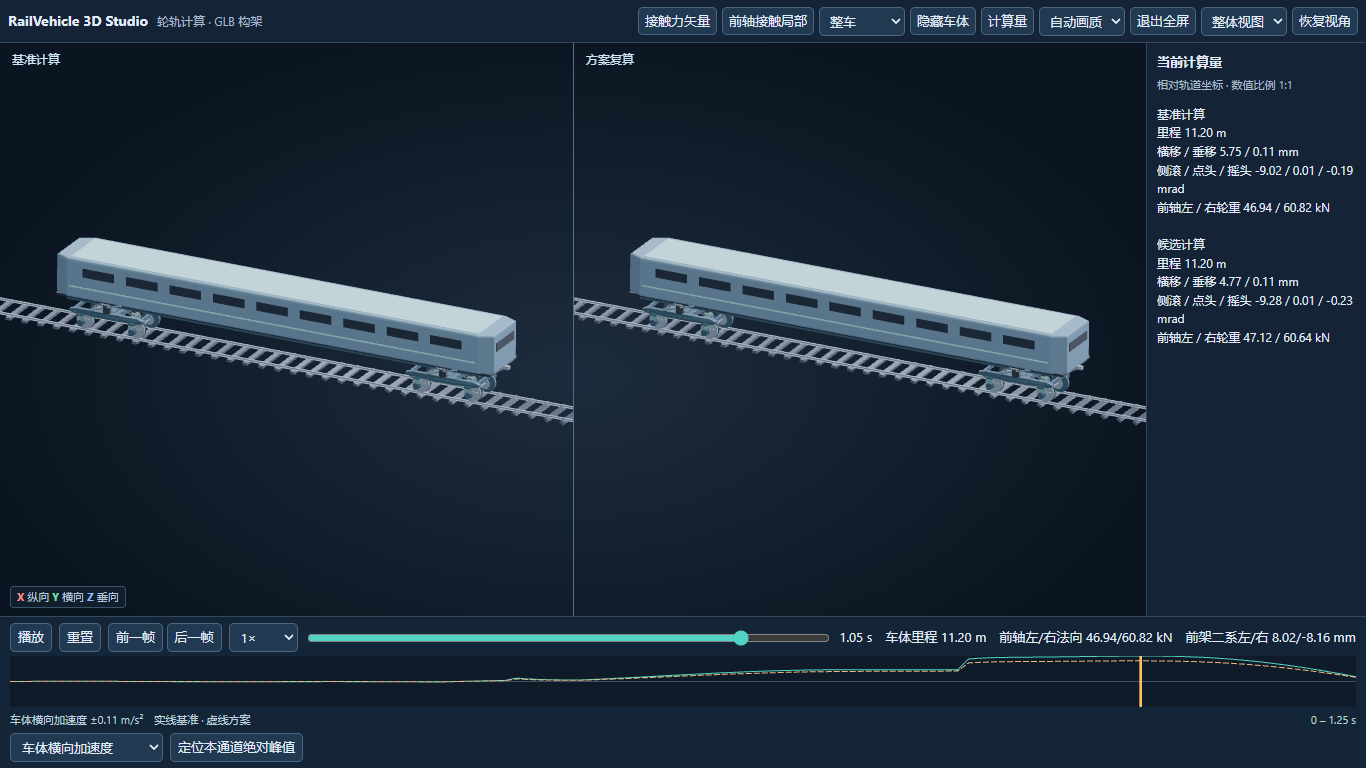 RailVehicle 3D Studio 轮轨计算 · GLB 构架
接触力矢量 前轴接触局部 整车 隐藏车体 计算量 自动画质 退出全屏 整体视图 恢复视角
基准计算
方案复算
当前计算量
相对轨道坐标 · 数值比例 1:1
基准计算
里程 11.20 m
横移 / 垂移 5.75 / 0.11 mm
侧滚 / 点头 / 摇头 -9.02 / 0.01 / -0.19
mrad
前轴左 / 右轮重 46.94 / 60.82 kN
候选计算
里程 11.20 m
横移 / 垂移 4.77 / 0.11 mm
侧滚 / 点头 / 摇头 -9.28 / 0.01 / -0.23
mrad
前轴左 / 右轮重 47.12 / 60.64 kN
X 纵向 Y 横向 Z 垂向
播放 重置 前一帧 后一帧 1× 1.05 s 车体里程 11.20 m 前轴左/右法向 46.94/60.82 kN 前架二系左/右 8.02/-8.16 mm
车体横向加速度 ±0.11 m/s² 实线基准 · 虚线方案 0 – 1.25 s
车体横向加速度 定位本通道绝对峰值